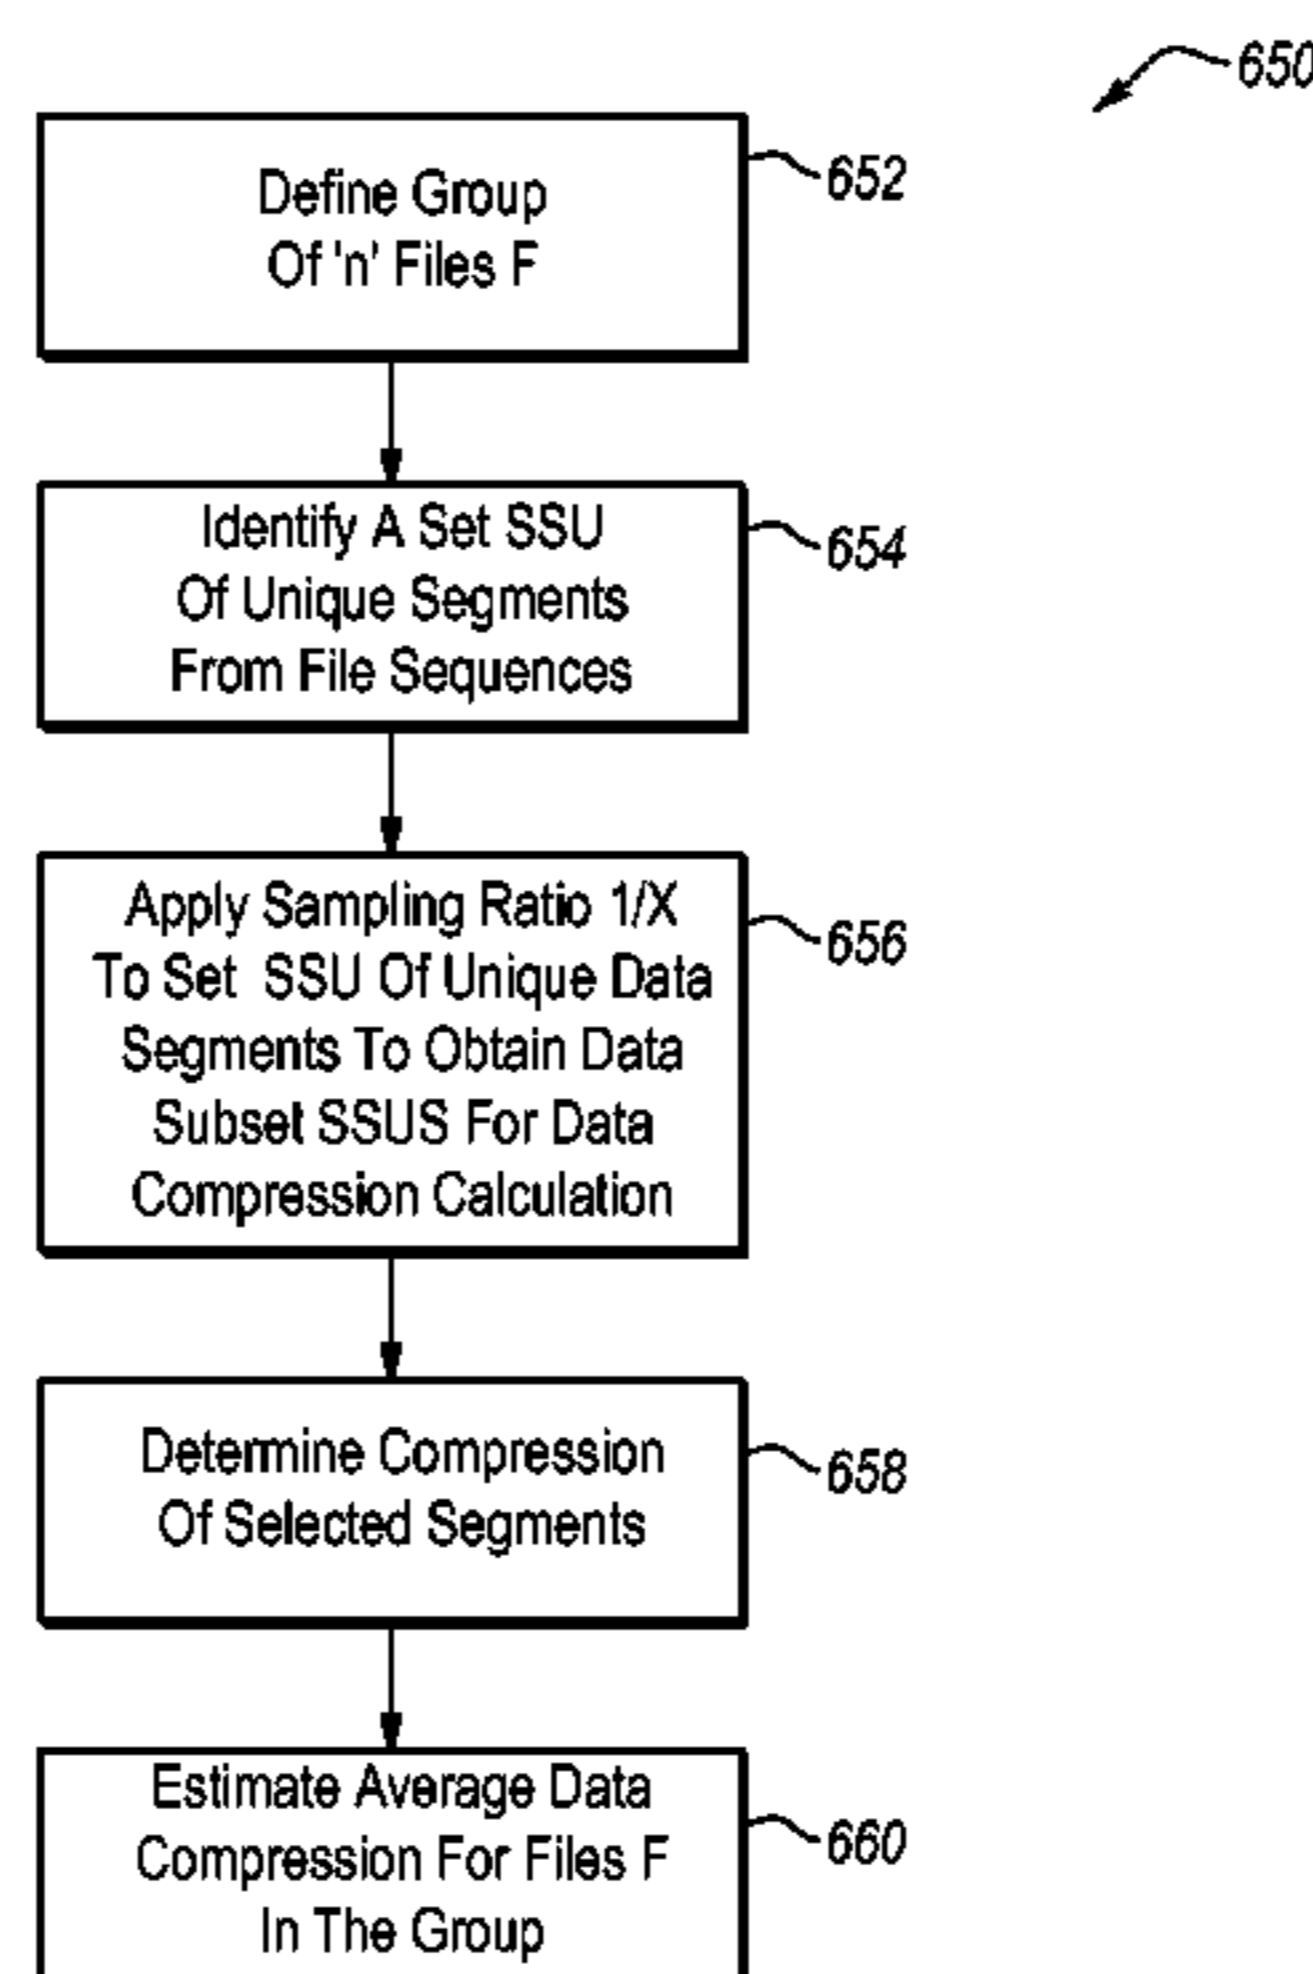 650
Define Group
Of 'n' Files F
652
Identify A Set SSU
Of Unique Segments
From File Sequences
654
Apply Sampling Ratio 1/X
To Set SSU Of Unique Data
Segments To Obtain Data
Subset SSUS For Data
Compression Calculation
656
Determine Compression
Of Selected Segments
658
Estimate Average Data
Compression For Files F
In The Group
660